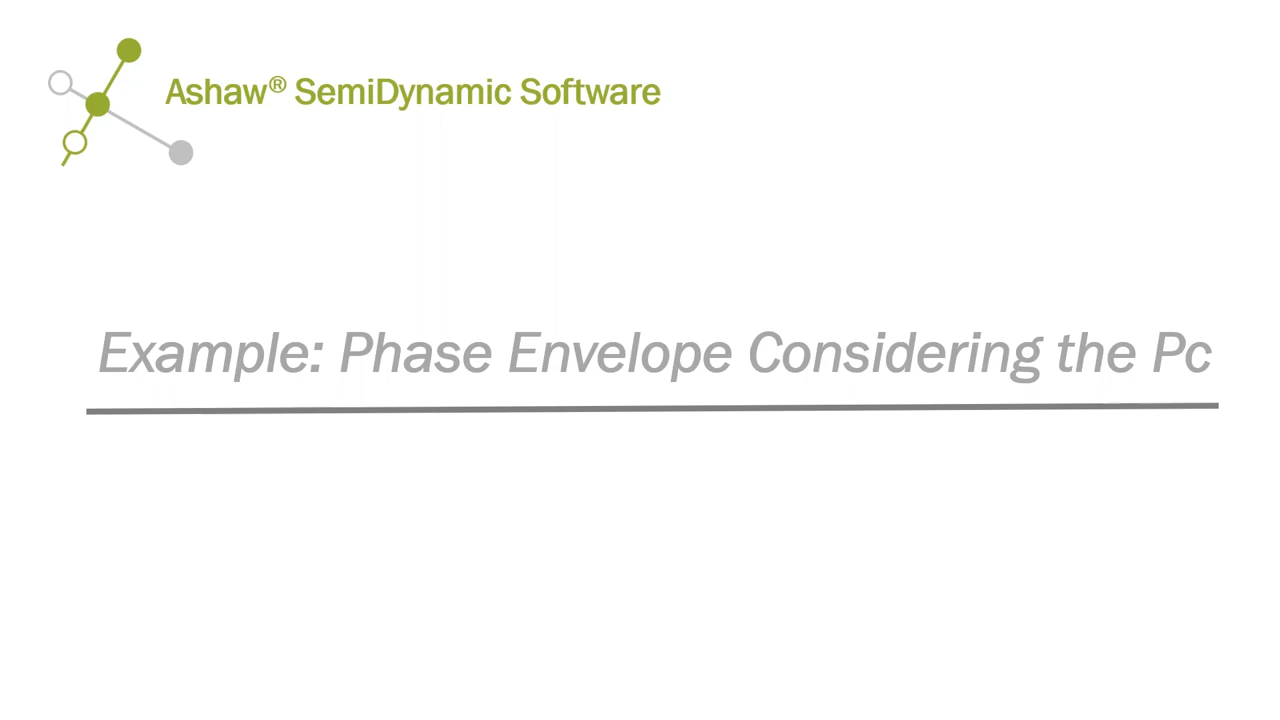 Ashaw® SemiDynamic Software
Example: Phase Envelope Considering the Pc